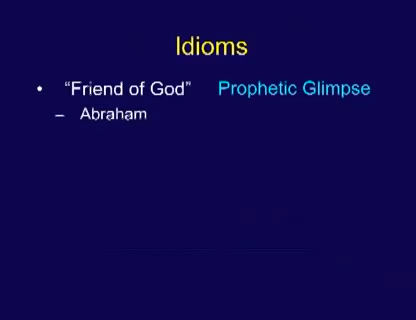 Idioms
• "Friend of God" Prophetic Glimpse
– Abraham